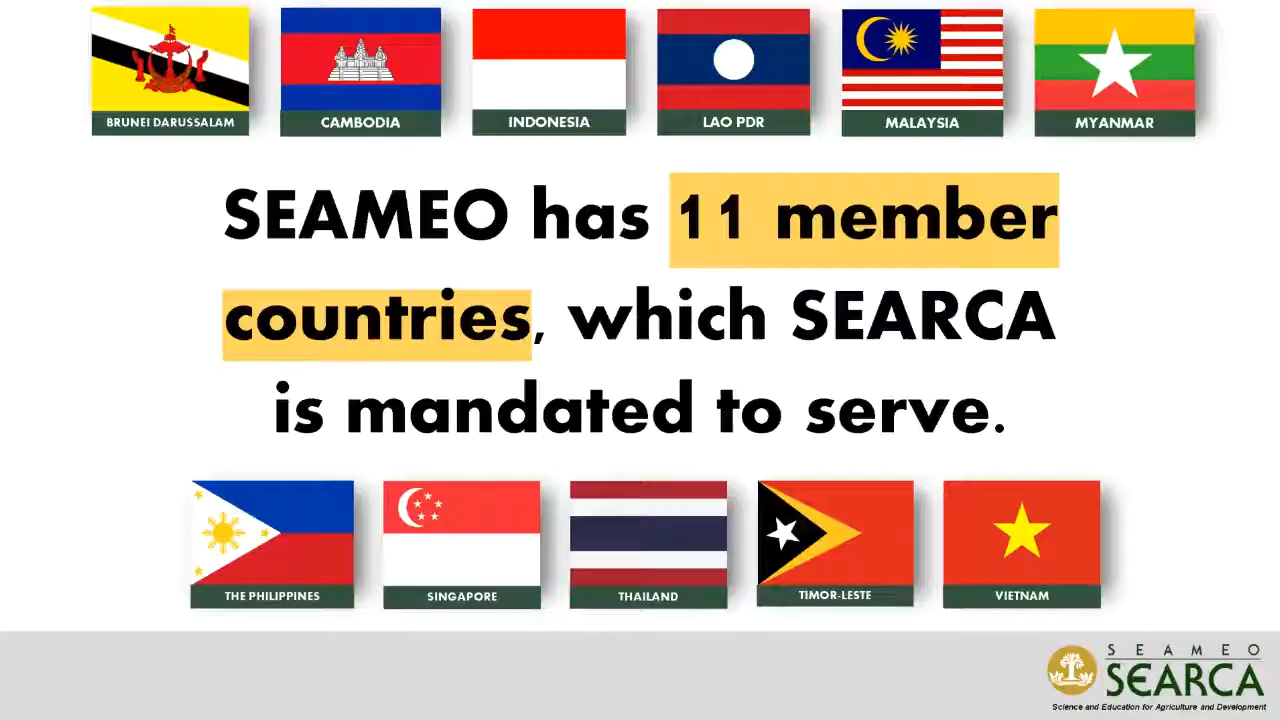 BRUNEI DARUSSALAM
CAMBODIA
INDONESIA
LAO PDR
MALAYSIA
MYANMAR
SEAMEO has 11 member
countries, which SEARCA
is mandated to serve.
THE PHILIPPINES
SINGAPORE
THAILAND
TIMOR-LESTE
VIETNAM
SEAMEO
SEARCA
Science and Education for Agriculture and Development